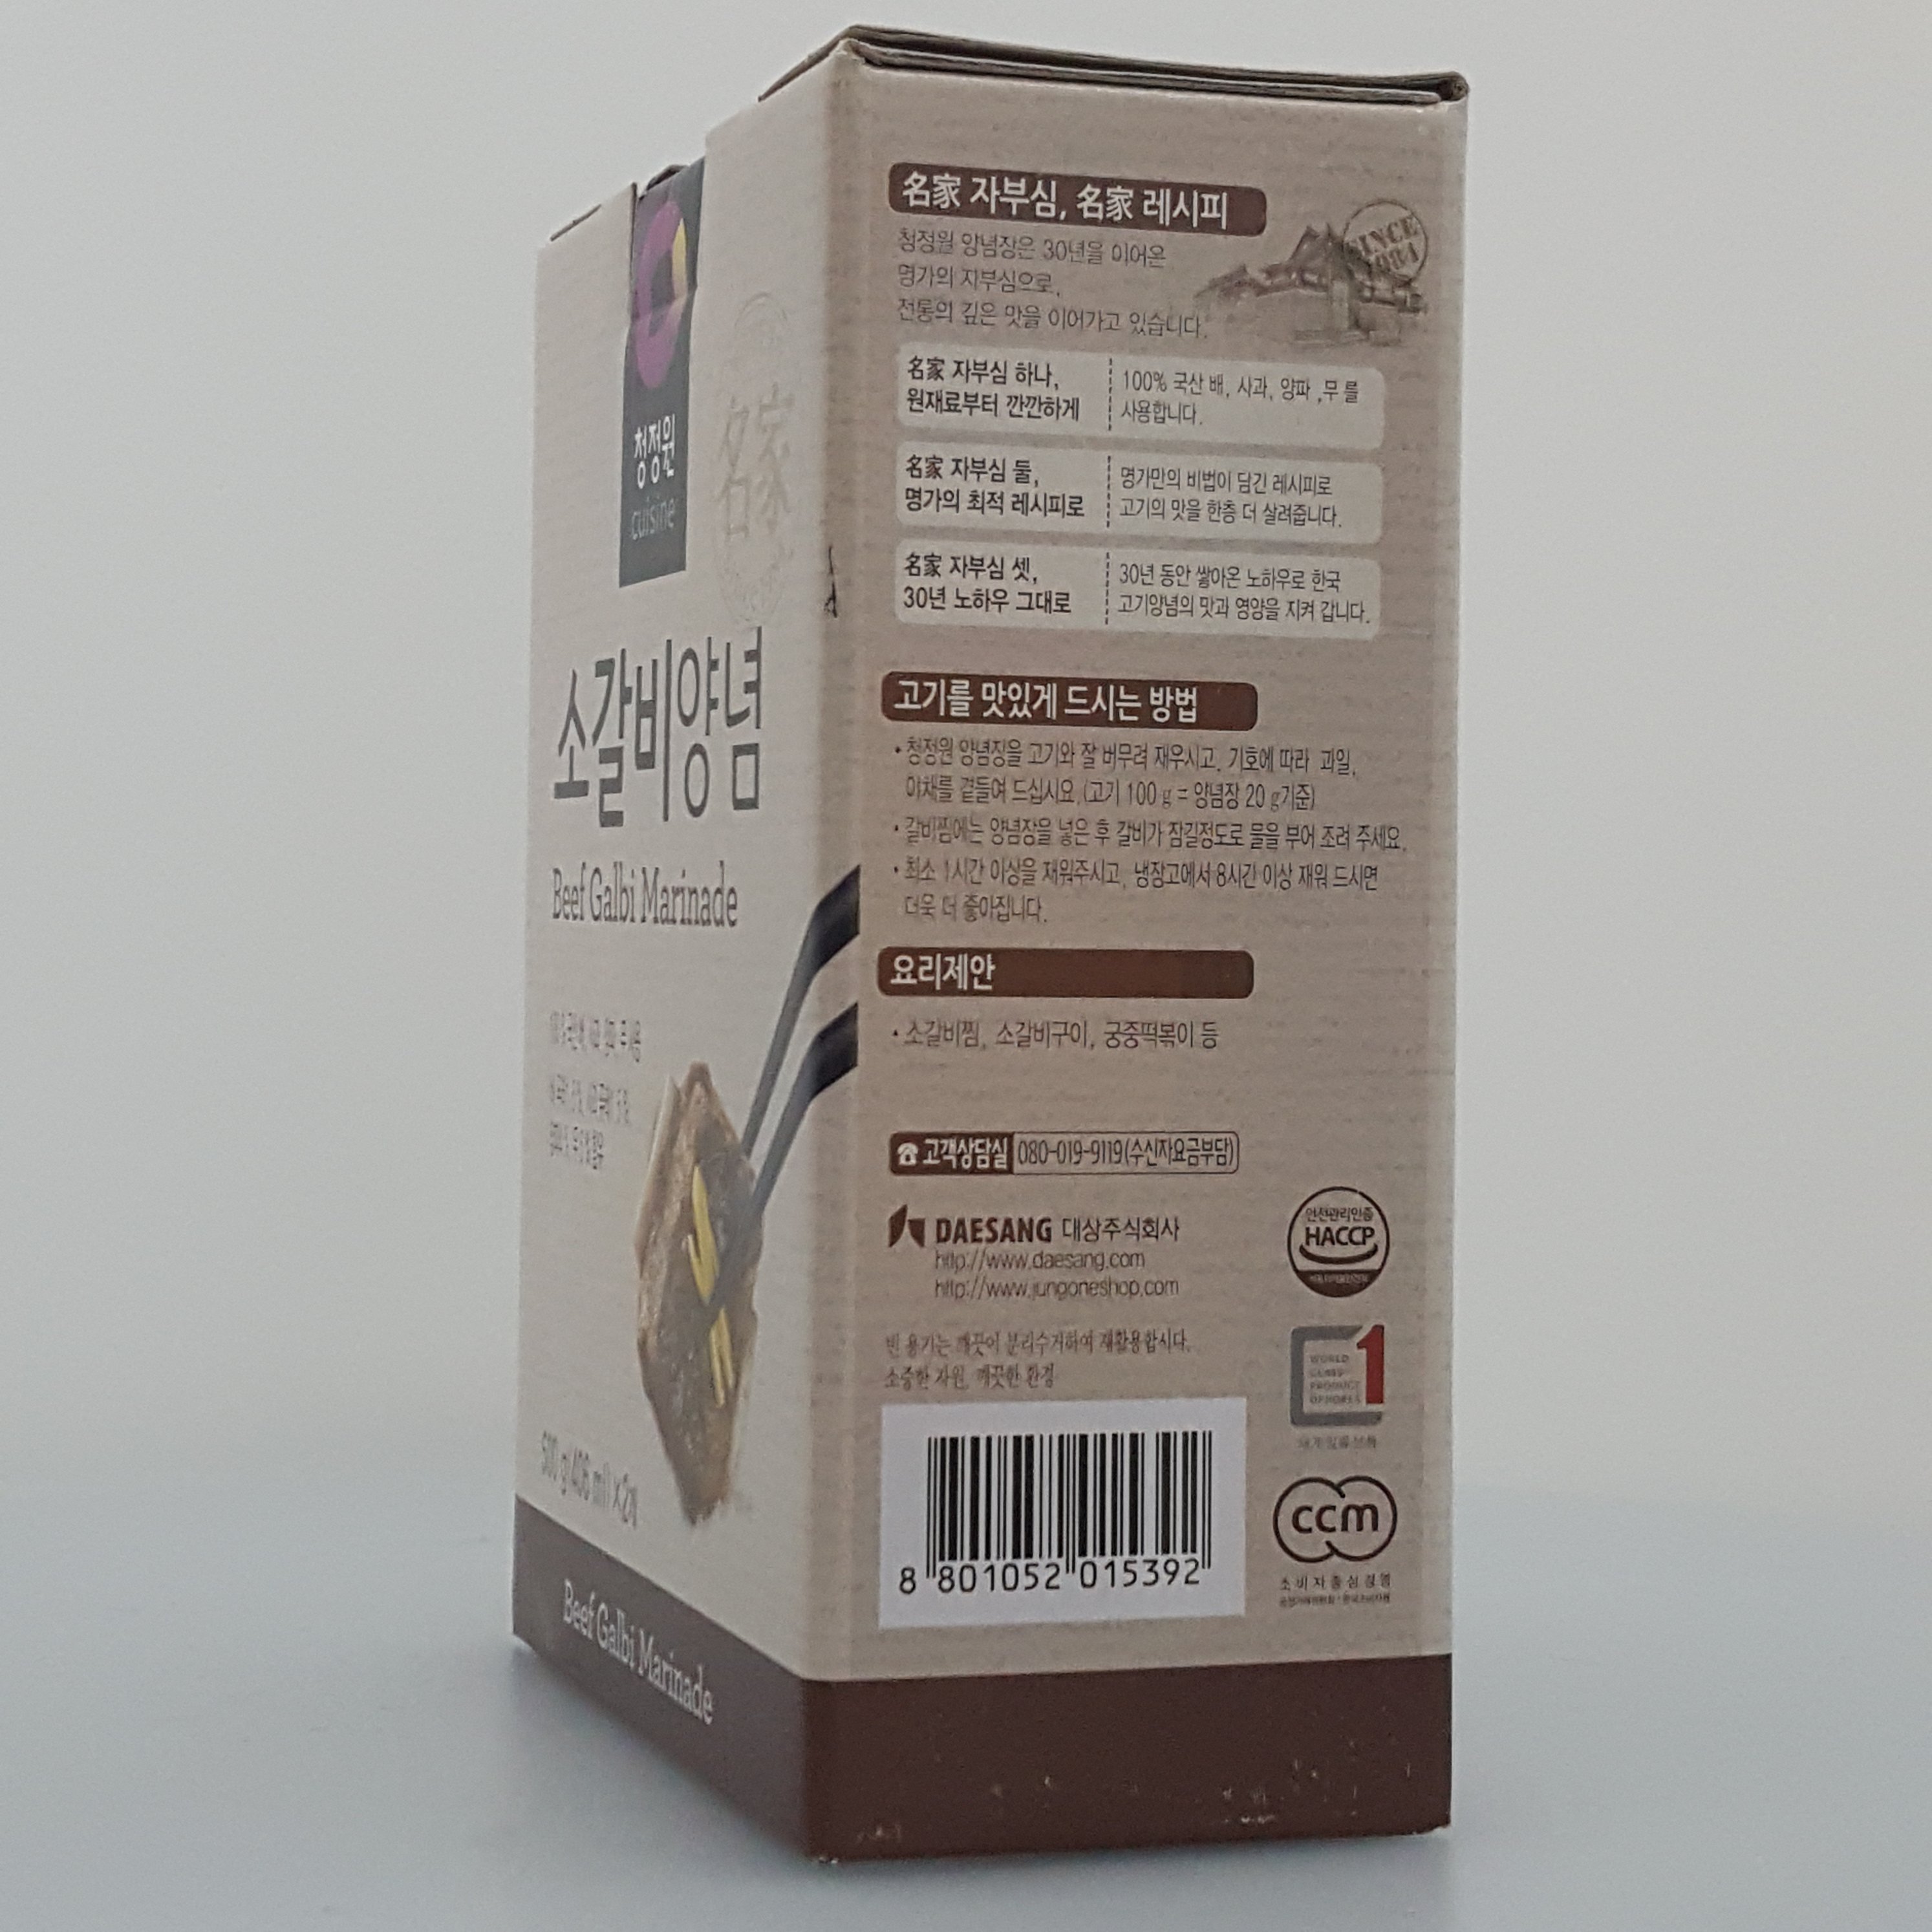 청정원
cuisine
名家
소갈비양념
Beef Galbi Marinade
500 g(406 ml)×2개
Beef Galbi Marinade
名家 자부심, 名家 레시피
SINCE
1984
청정원 양념장은 30년을 이어온
명가의 자부심으로,
전통의 깊은 맛을 이어가고 있습니다.
名家 자부심 하나,
원재료부터 깐깐하게
100% 국산 배, 사과, 양파 ,무 를
사용합니다.
名家 자부심 둘,
명가의 최적 레시피로
명가만의 비법이 담긴 레시피로
고기의 맛을 한층 더 살려줍니다.
名家 자부심 셋,
30년 노하우 그대로
30년 동안 쌓아온 노하우로 한국
고기양념의 맛과 영양을 지켜 갑니다.
고기를 맛있게 드시는 방법
• 청정원 양념장을 고기와 잘 버무려 재우시고, 기호에 따라 과일,
야채를 곁들여 드십시요.(고기 100 g = 양념장 20 g기준)
• 갈비찜에는 양념장을 넣은 후 갈비가 잠길정도로 물을 부어 조려 주세요.
• 최소 1시간 이상을 재워주시고, 냉장고에서 8시간 이상 재워 드시면
더욱 더 좋아집니다.
요리제안
• 소갈비찜, 소갈비구이, 궁중떡볶이 등
☎ 고객상담실 080-019-9119(수신자요금부담)
DAESANG 대상주식회사
http://www.daesang.com
http://www.jungoneshop.com
안전관리인증
HACCP
빈 용기는 깨끗이 분리수거하여 재활용합시다.
소중한 자원, 깨끗한 환경
1
WORLD
CLASS
PRODUCT
OF KOREA
세계일류상품
8 801052 015392
ccm
소비자중심경영